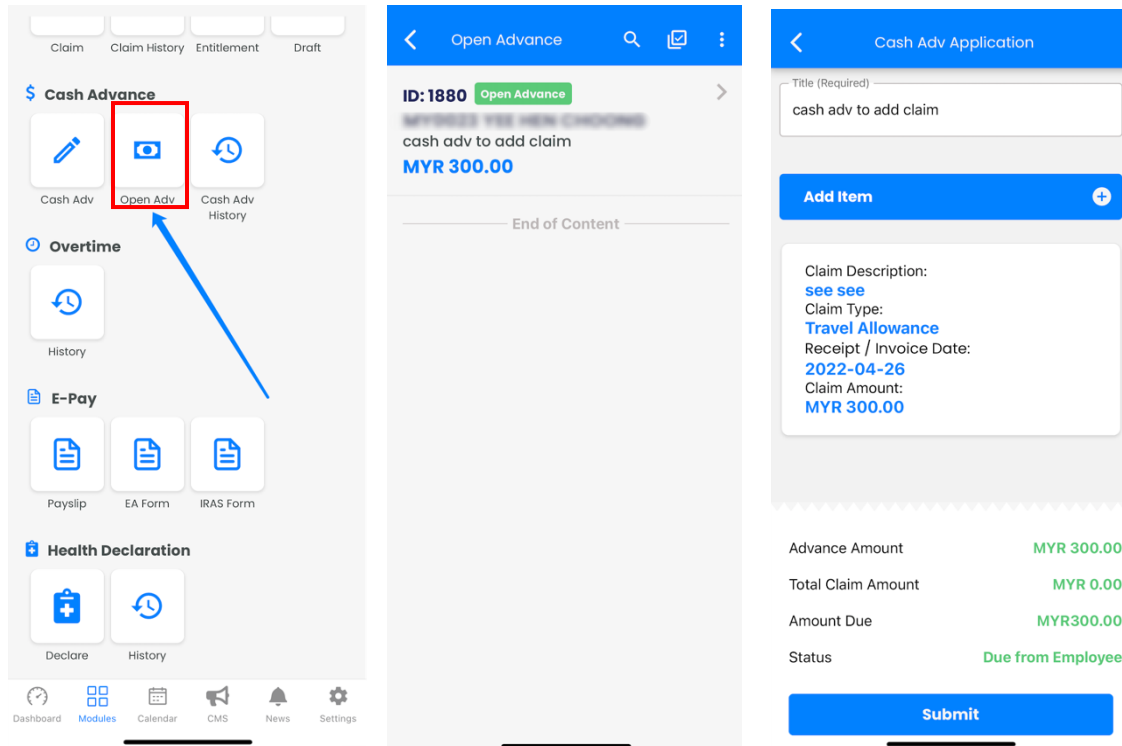 Claim
Claim History
Entitlement
Draft
$ Cash Advance
Cash Adv
Open Adv
Cash Adv
History
Overtime
History
E-Pay
Payslip
EA Form
IRAS Form
Health Declaration
Declare
History
Dashboard
Modules
Calendar
CMS
News
Settings
Open Advance
ID: 1880 Open Advance
cash adv to add claim
MYR 300.00
End of Content
Cash Adv Application
Title (Required)
cash adv to add claim
Add Item
Claim Description:
see see
Claim Type:
Travel Allowance
Receipt / Invoice Date:
2022-04-26
Claim Amount:
MYR 300.00
Advance Amount MYR 300.00
Total Claim Amount MYR 0.00
Amount Due MYR300.00
Status Due from Employee
Submit